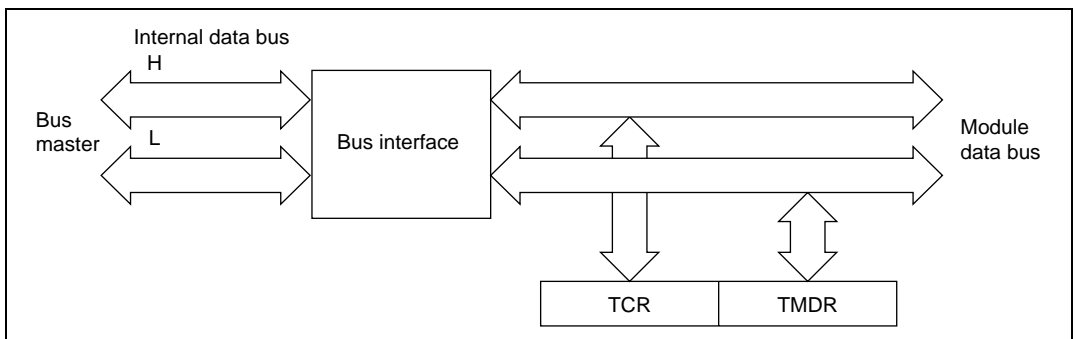 Internal data bus
H
Bus
master
L
Bus interface
Module
data bus
TCR
TMDR